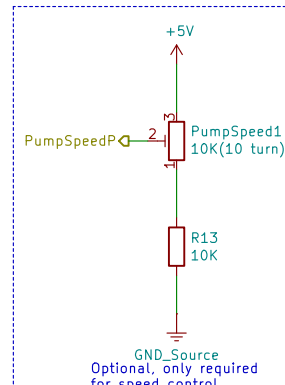 +5V
3
PumpSpeedP
2
PumpSpeed1
10K(10 turn)
1
R13
10K
GND_Source
Optional, only required
for speed control